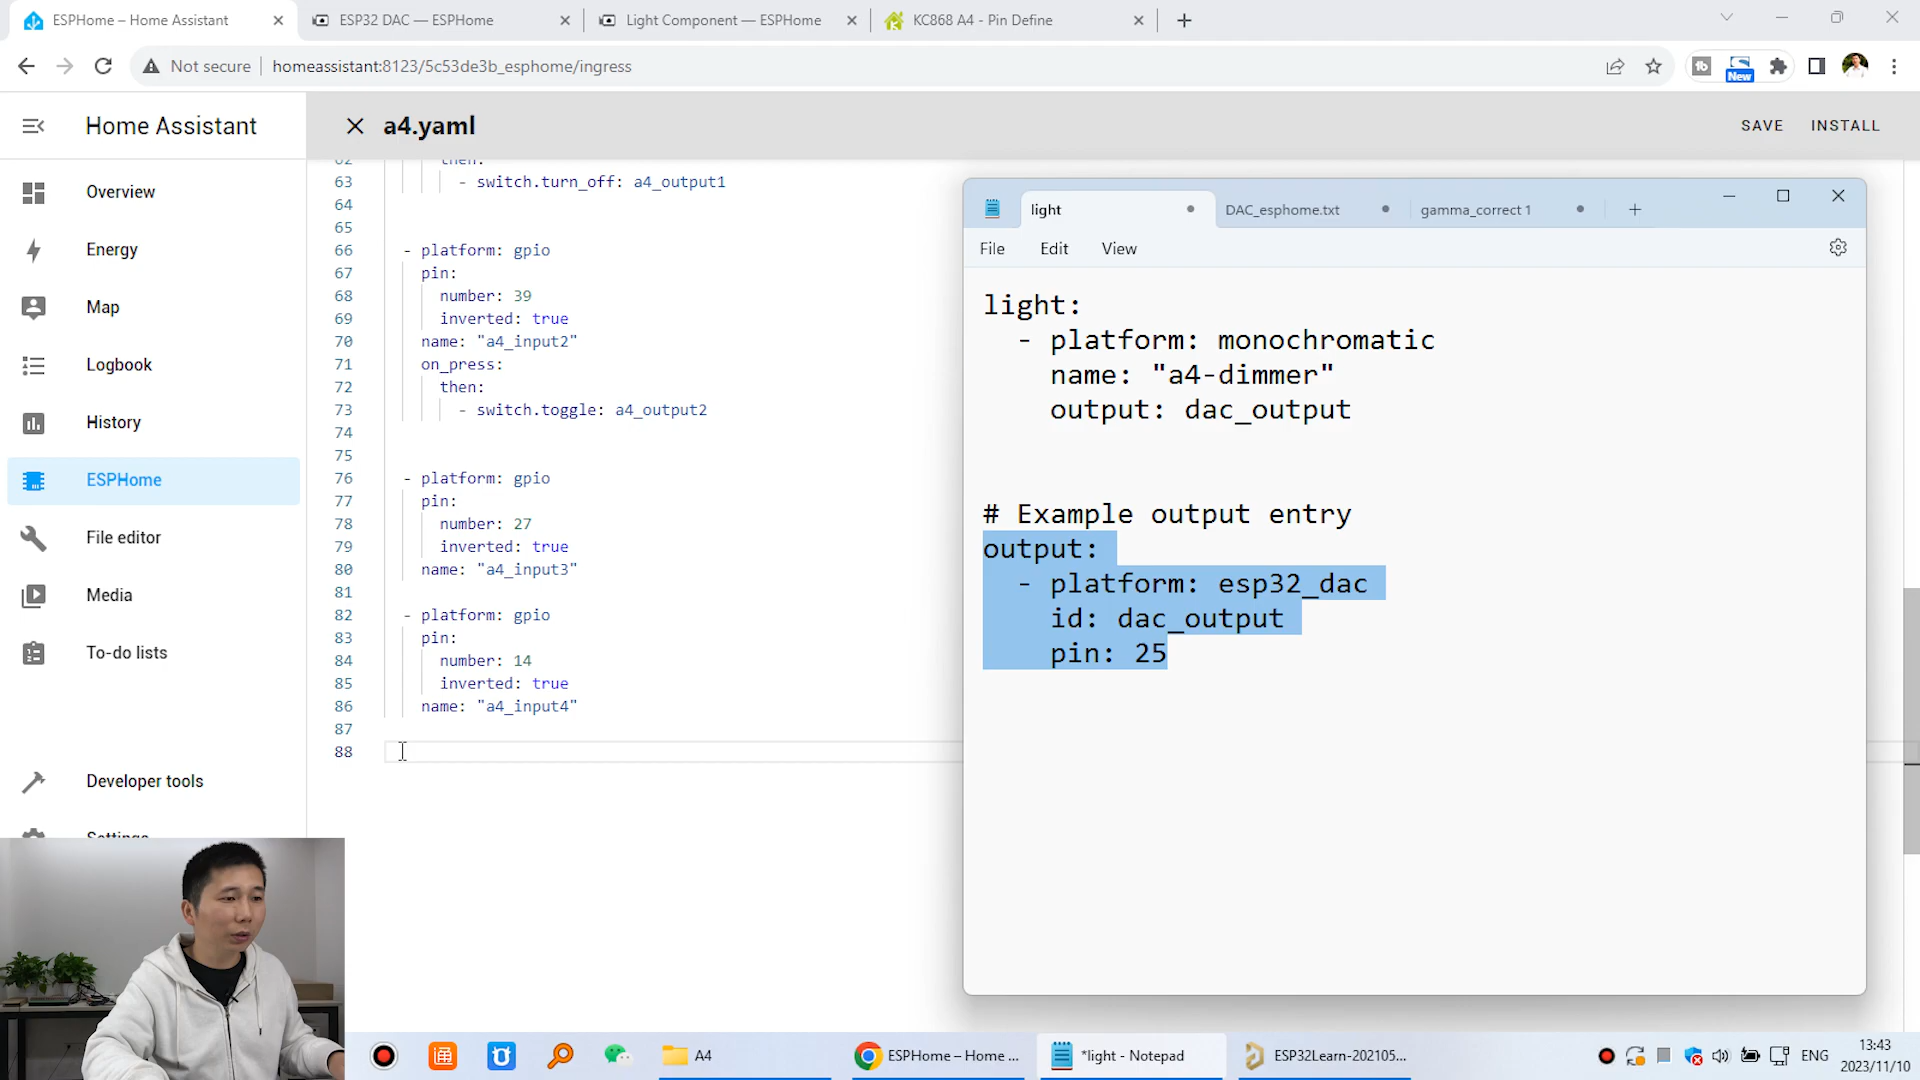 ESPHome – Home Assistant
ESP32 DAC — ESPHome
Light Component — ESPHome
KC868 A4 - Pin Define
Not secure
homeassistant:8123/5c53de3b_esphome/ingress
New
Home Assistant
a4.yaml
SAVE
INSTALL
Overview
Energy
Map
Logbook
History
ESPHome
File editor
Media
To-do lists
Developer tools
Settings
62 then:
63 - switch.turn_off: a4_output1
64
65
66 - platform: gpio
67 pin:
68 number: 39
69 inverted: true
70 name: "a4_input2"
71 on_press:
72 then:
73 - switch.toggle: a4_output2
74
75
76 - platform: gpio
77 pin:
78 number: 27
79 inverted: true
80 name: "a4_input3"
81
82 - platform: gpio
83 pin:
84 number: 14
85 inverted: true
86 name: "a4_input4"
87
88
light
DAC_esphome.txt
gamma_correct 1
File
Edit
View
light:
- platform: monochromatic
name: "a4-dimmer"
output: dac_output
# Example output entry
output:
- platform: esp32_dac
id: dac_output
pin: 25
A4
ESPHome – Home ...
*light - Notepad
ESP32Learn-202105...
ENG
13:43
2023/11/10